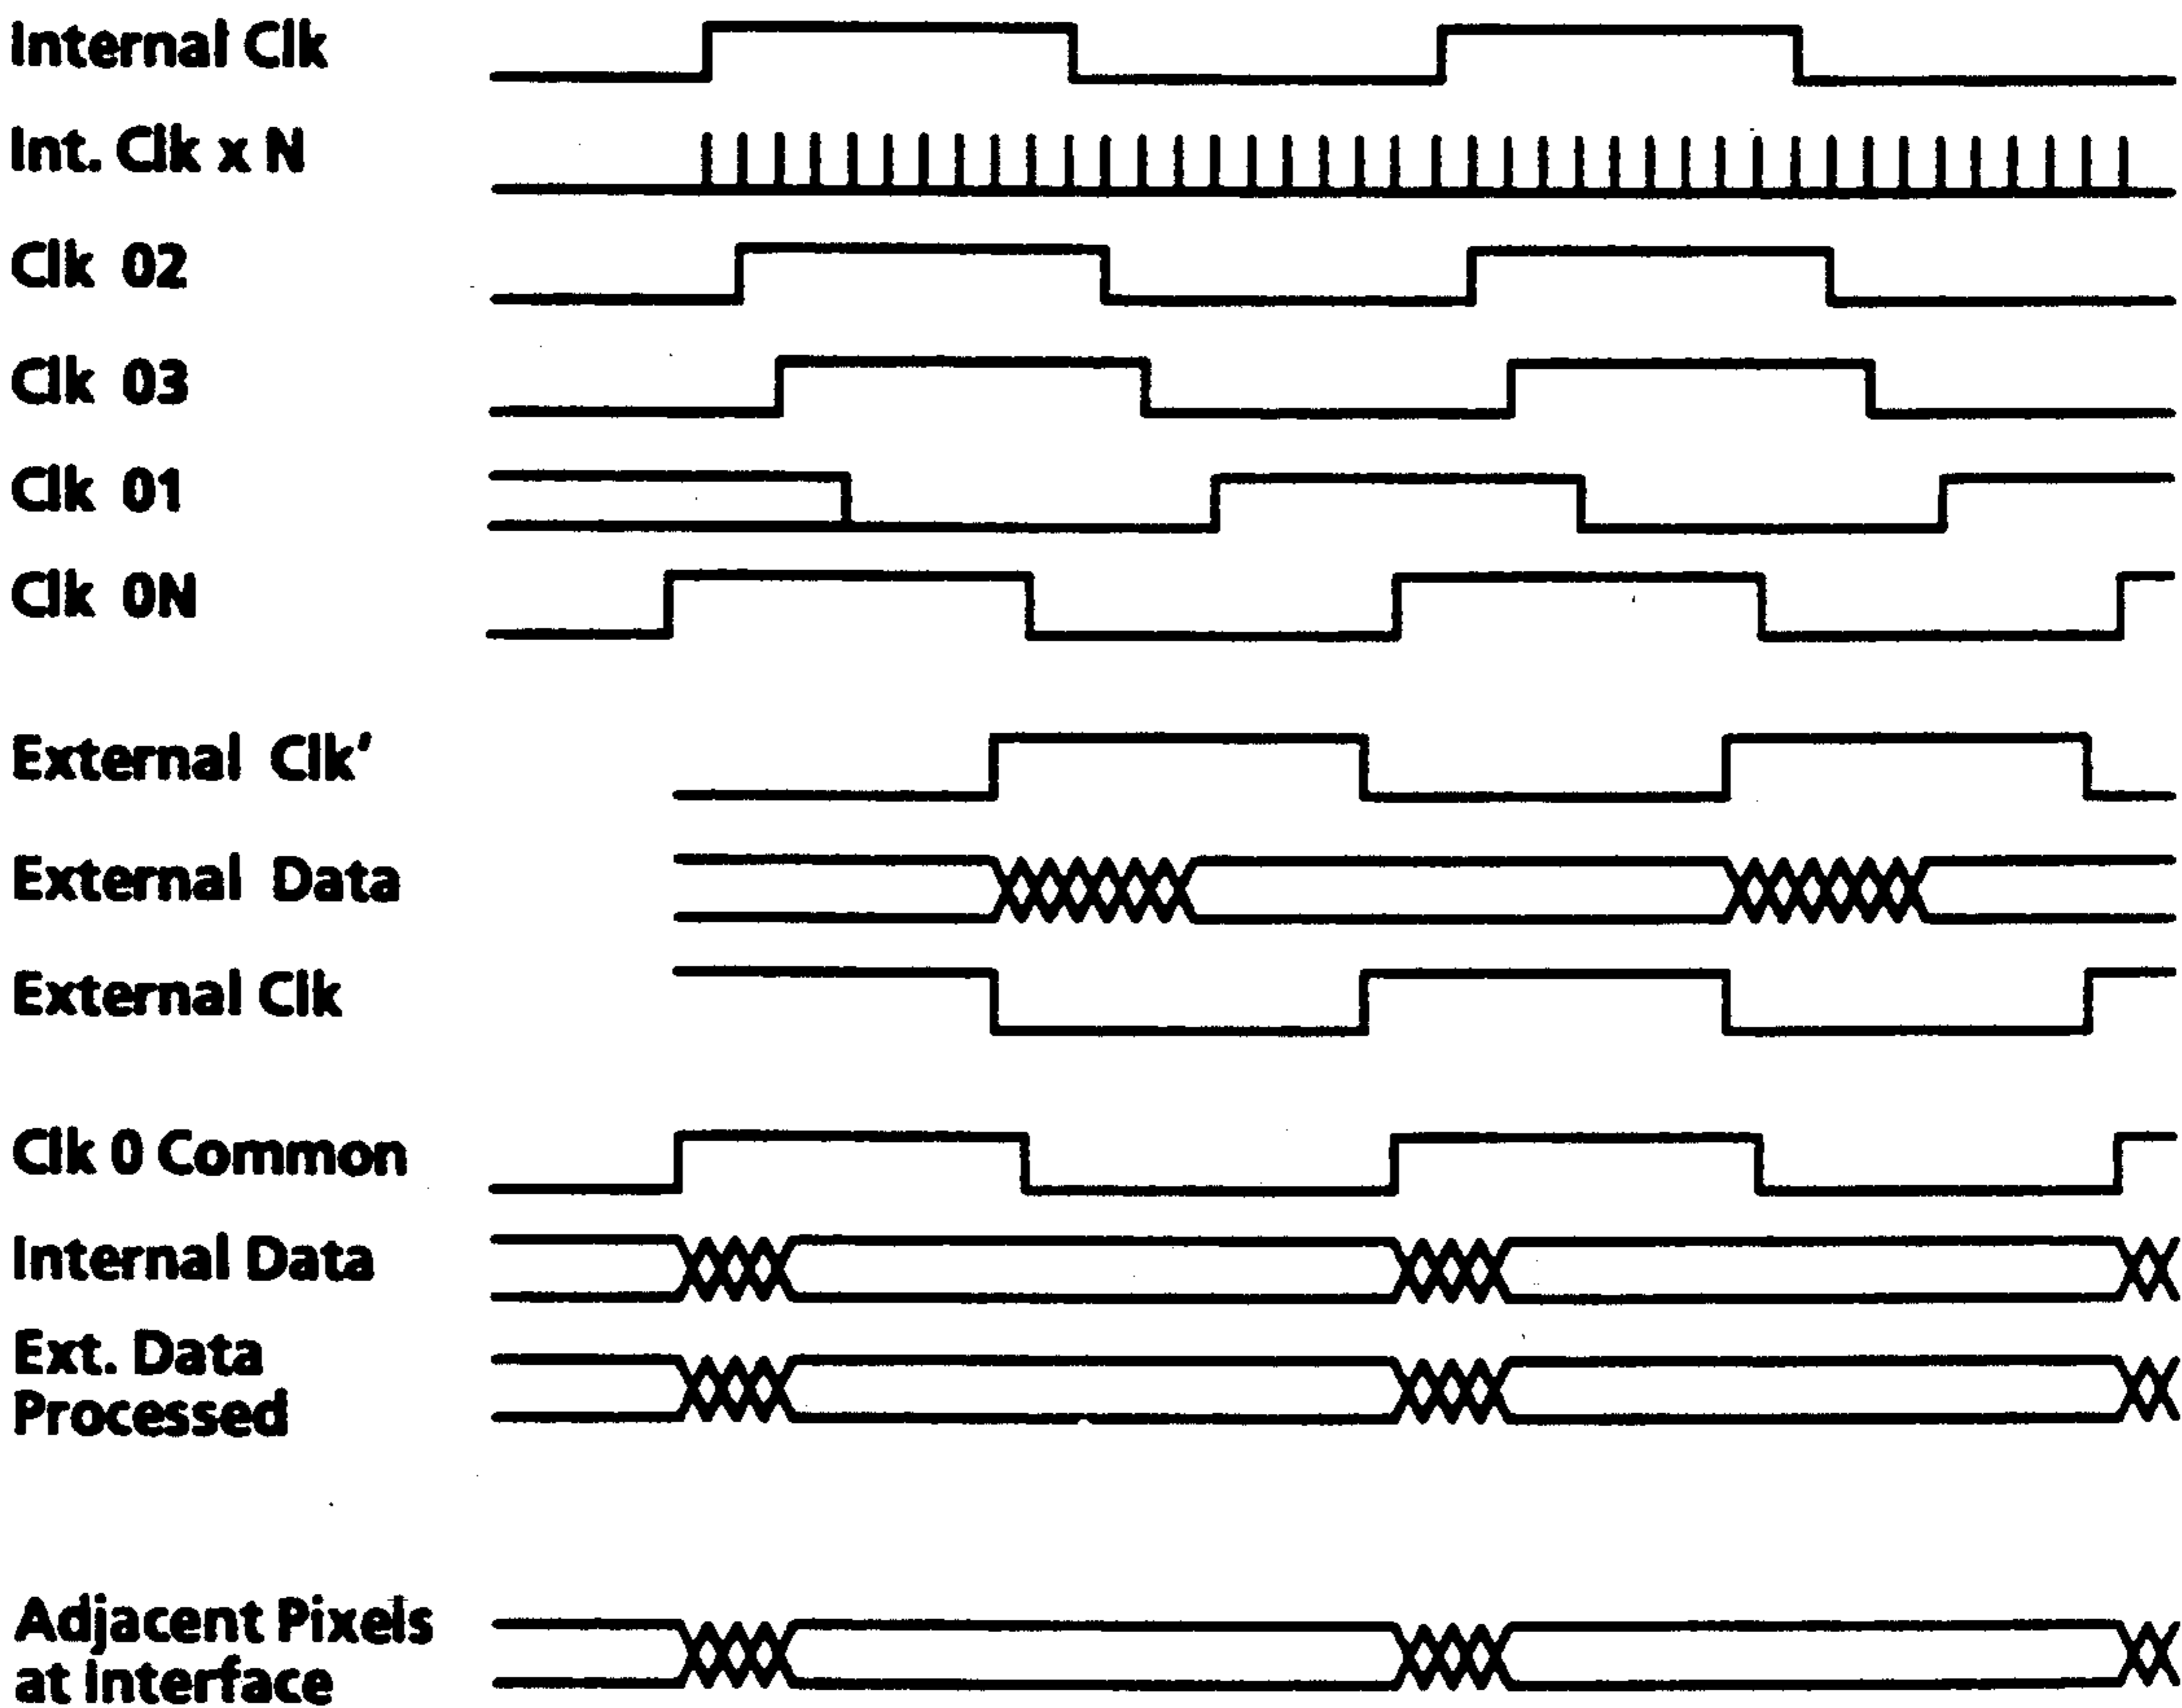 Internal Clk
Int. Clk x N
Clk 02
Clk 03
Clk 01
Clk 0N
External Clk'
External Data
External Clk
Clk 0 Common
Internal Data
Ext. Data
Processed
Adjacent Pixels
at Interface